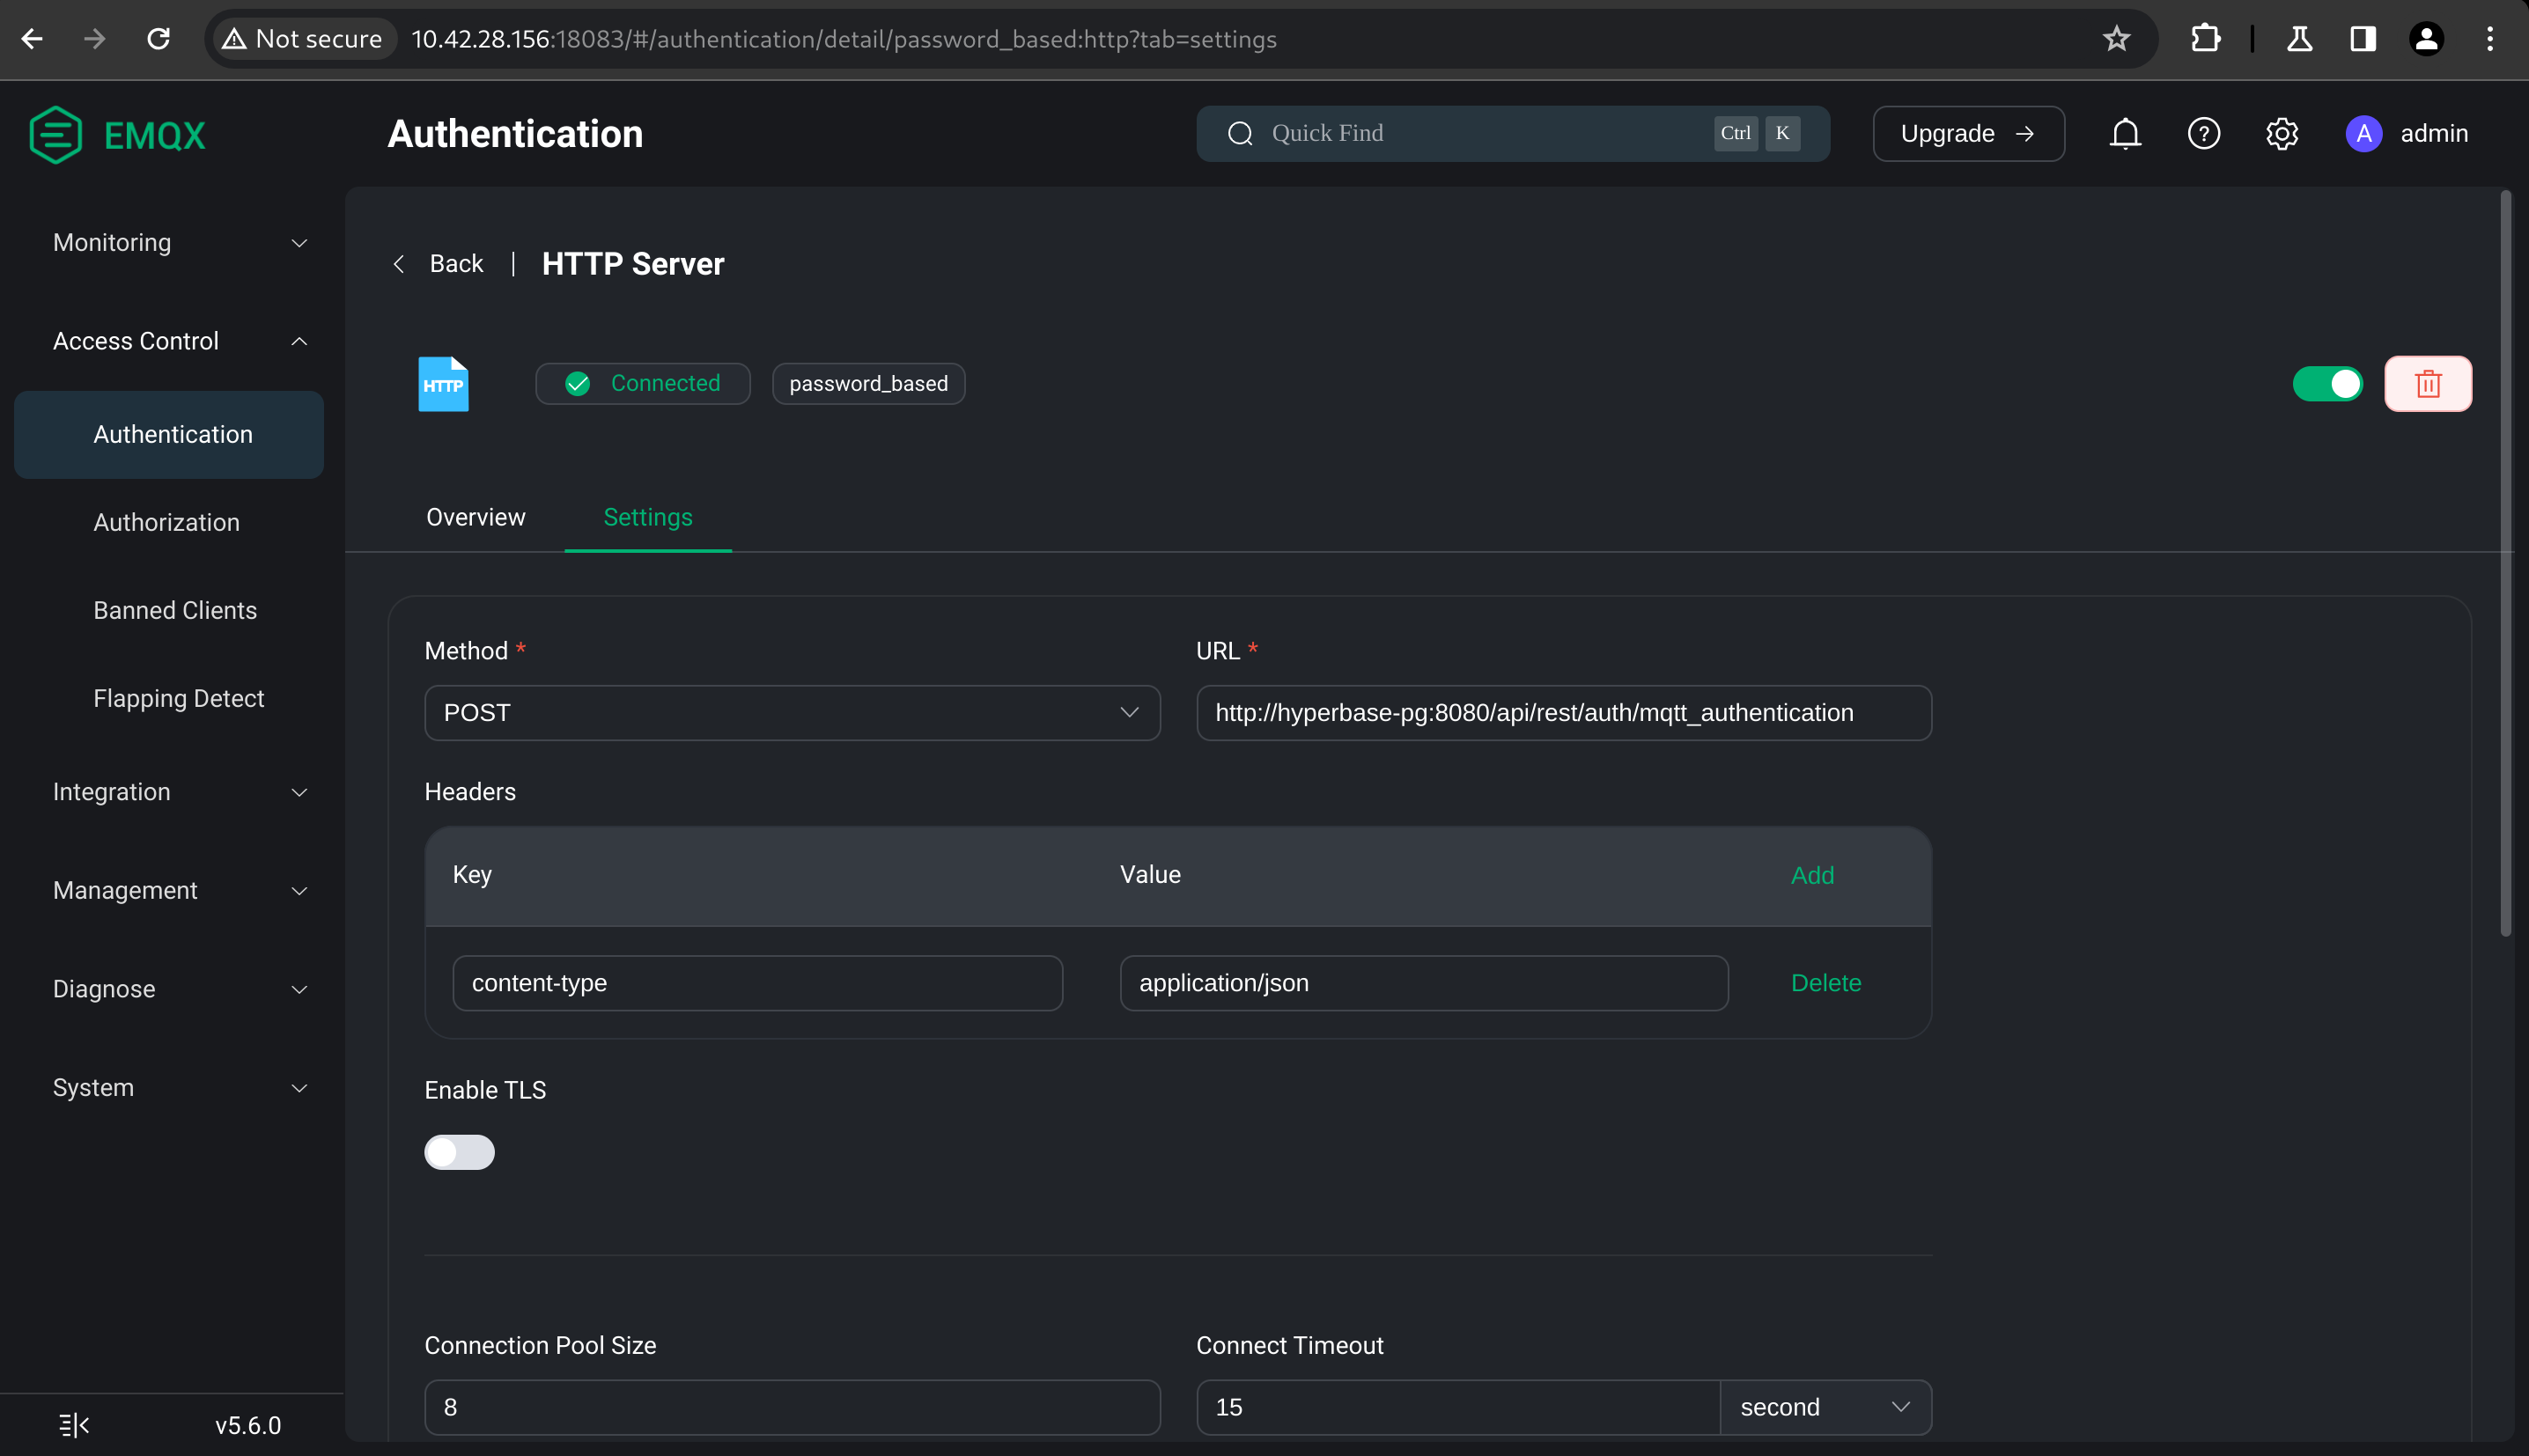 Not secure 10.42.28.156:18083/#/authentication/detail/password_based:http?tab=settings
EMQX
Authentication
Quick Find Ctrl K
Upgrade
A admin
Monitoring
Access Control
Authentication
Authorization
Banned Clients
Flapping Detect
Integration
Management
Diagnose
System
v5.6.0
Back | HTTP Server
HTTP
Connected
password_based
Overview Settings
Method * URL *
POST http://hyperbase-pg:8080/api/rest/auth/mqtt_authentication
Headers
Key Value Add
content-type application/json Delete
Enable TLS
Connection Pool Size Connect Timeout
8 15 second